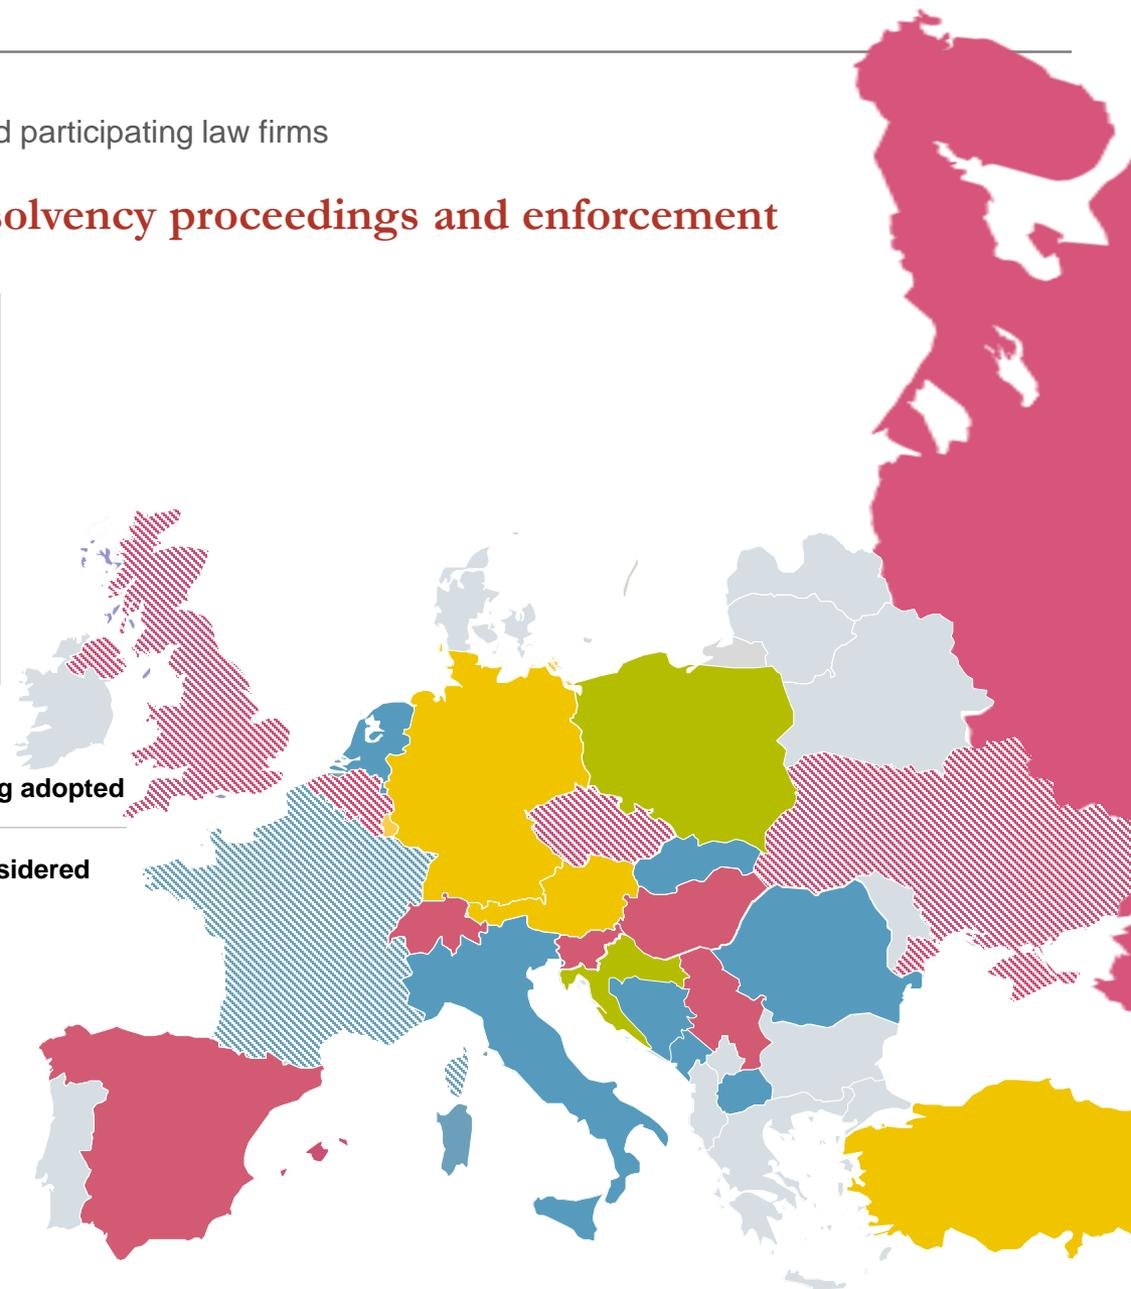 d participating law firms
solvency proceedings and enforcement
g adopted
sidered